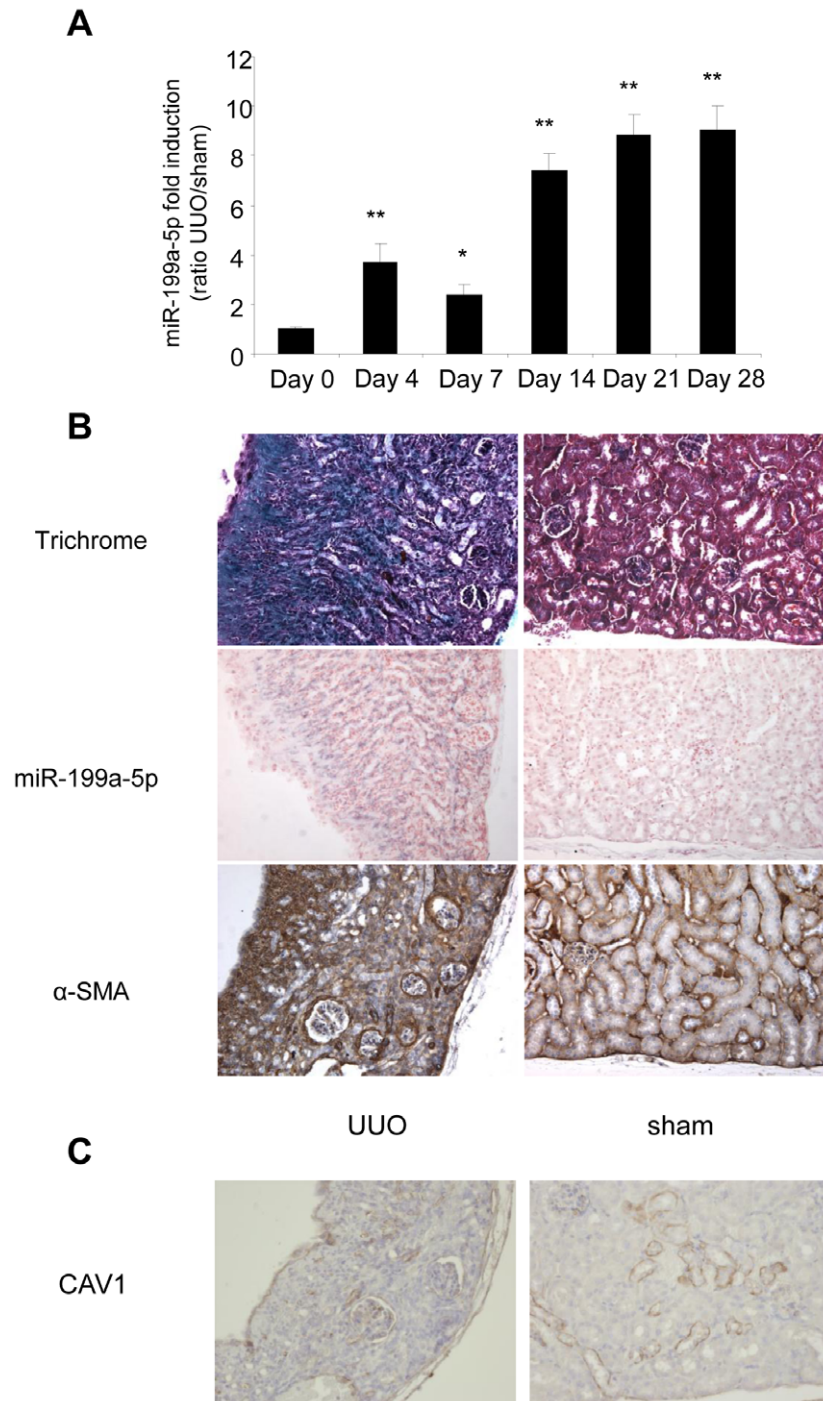 A
miR-199a-5p fold induction
(ratio UUO/sham)
12
10
8
6
4
2
0
**
*
**
**
**
Day 0 Day 4 Day 7 Day 14 Day 21 Day 28
B
Trichrome
miR-199a-5p
α-SMA
UUO sham
C
CAV1